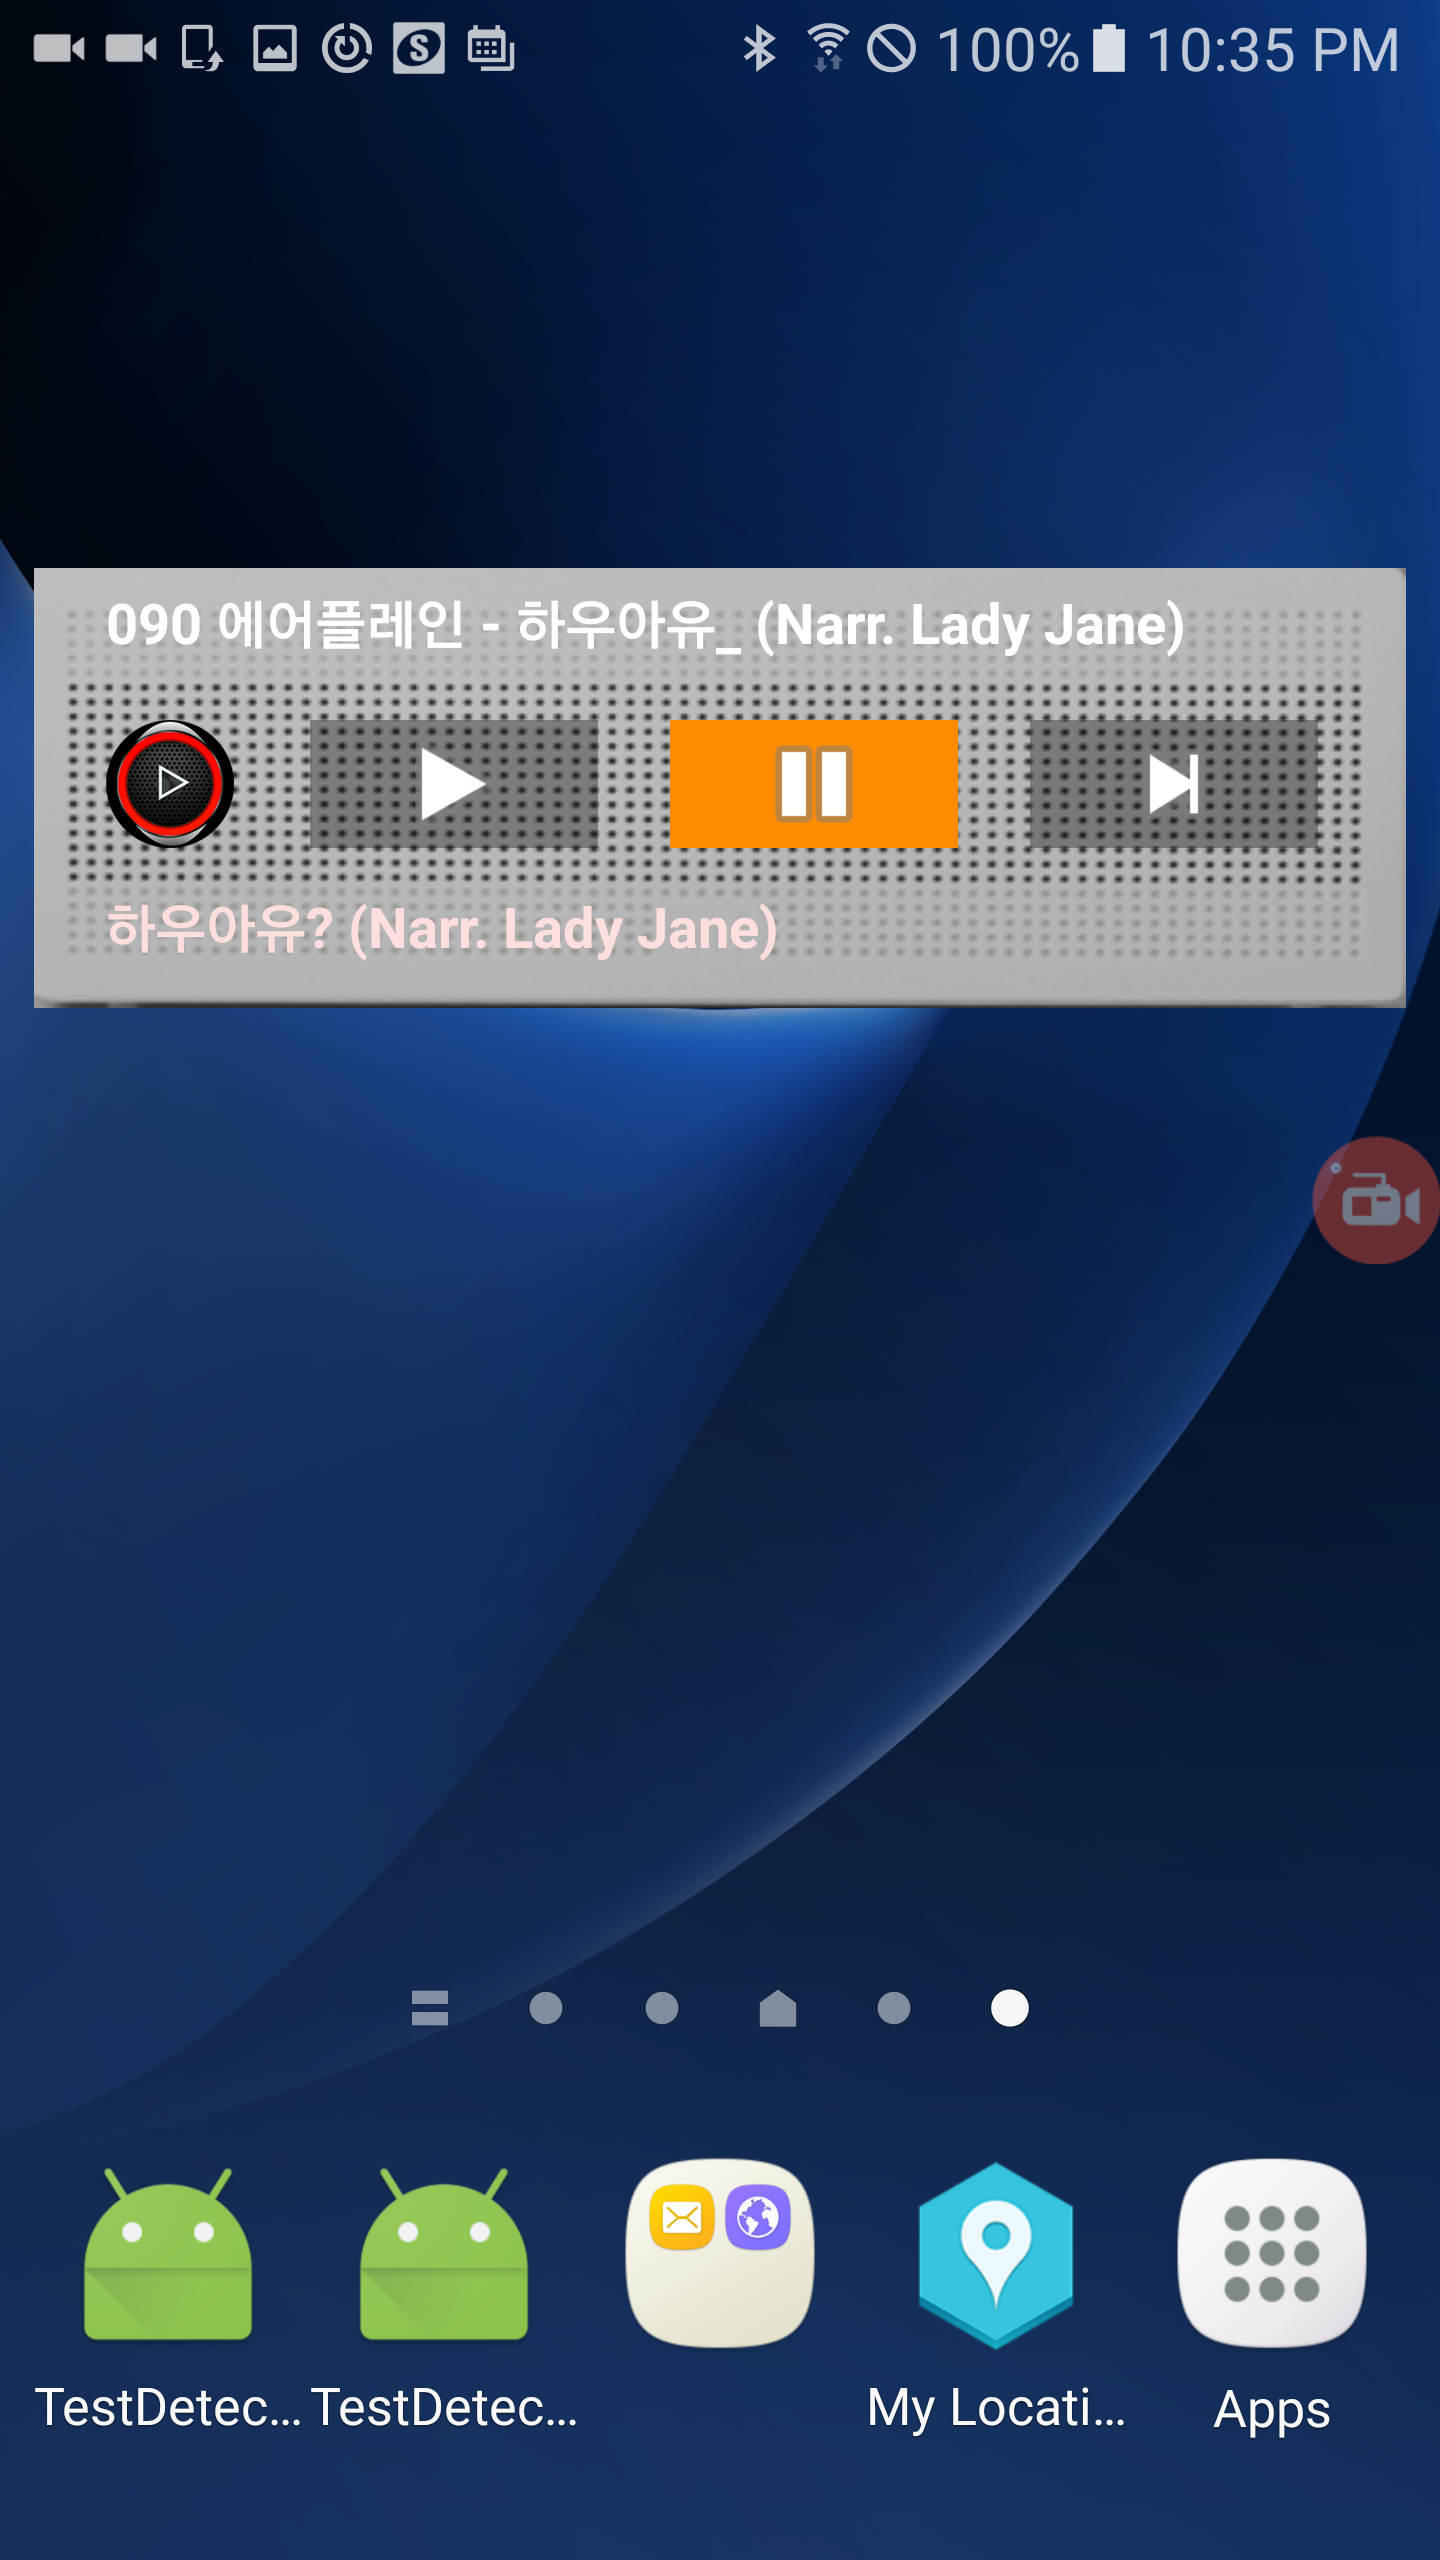 100% 10:35 PM
090 에어플레인 - 하우아유_ (Narr. Lady Jane)
하우아유? (Narr. Lady Jane)
TestDetec... TestDetec... My Locati... Apps